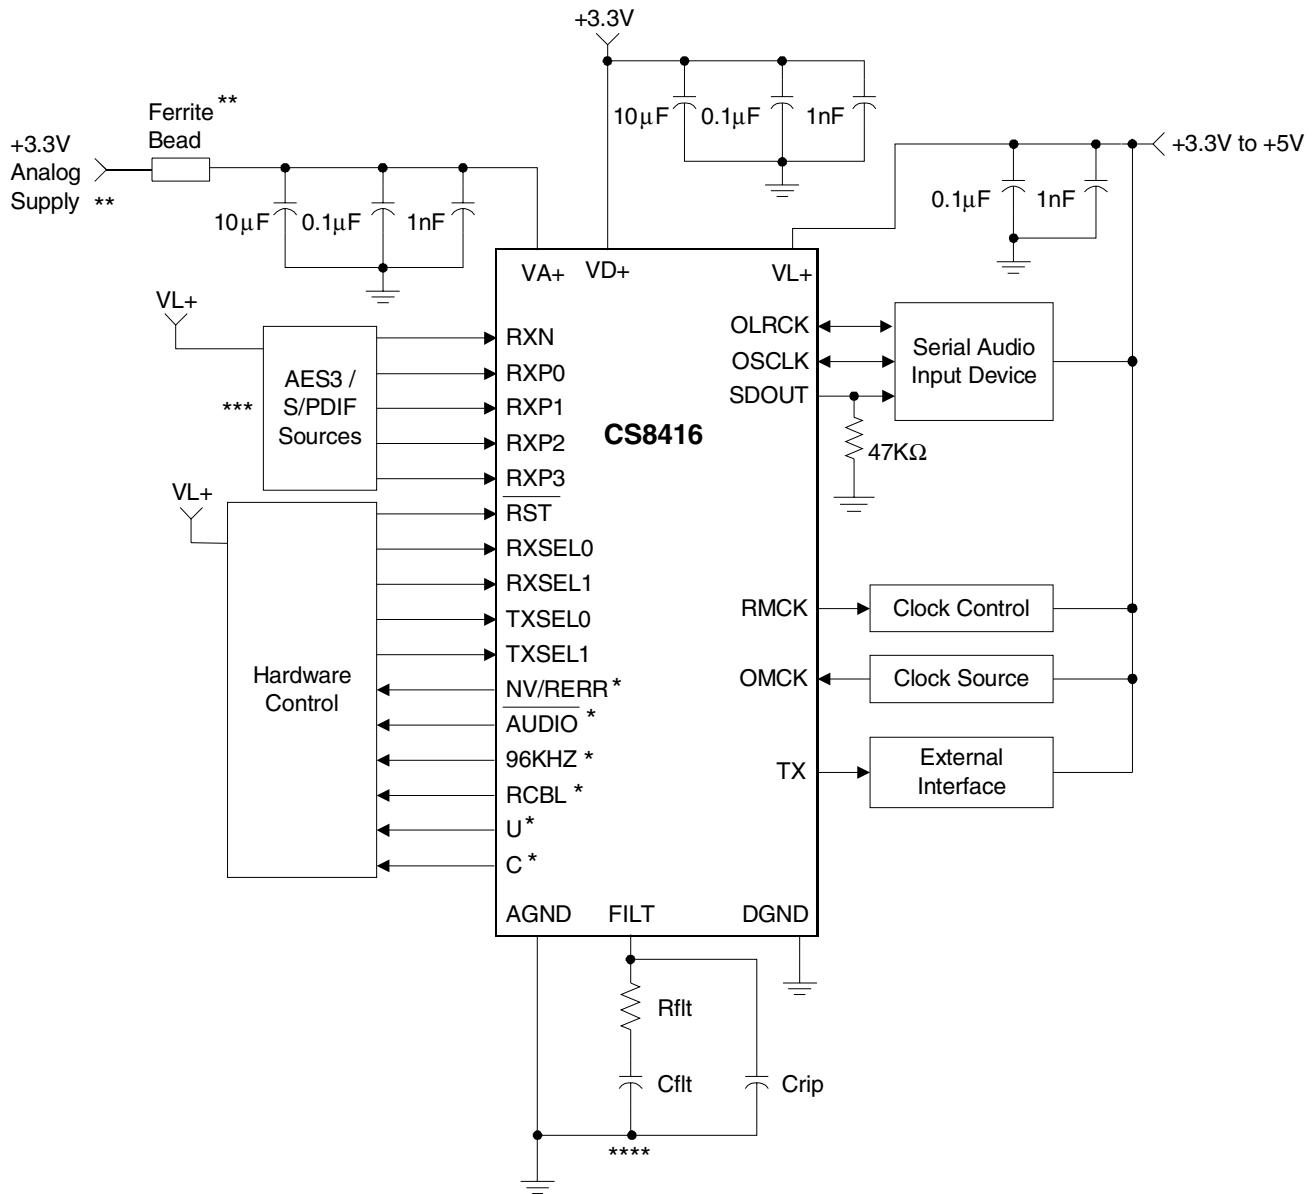 +3.3V
Ferrite **
Bead
+3.3V
Analog
Supply **
10µF
0.1µF
1nF
10µF
0.1µF
1nF
+3.3V to +5V
0.1µF
1nF
VA+
VD+
VL+
VL+
AES3 /
S/PDIF
Sources
***
RXN
RXP0
RXP1
RXP2
RXP3
RST
RXSEL0
RXSEL1
TXSEL0
TXSEL1
NV/RERR *
AUDIO *
96KHZ *
RCBL *
U *
C *
VL+
Hardware
Control
CS8416
OLRCK
OSCLK
SDOUT
Serial Audio
Input Device
47KΩ
RMCK
Clock Control
OMCK
Clock Source
TX
External
Interface
AGND
FILT
DGND
Rflt
Cflt
Crip
****